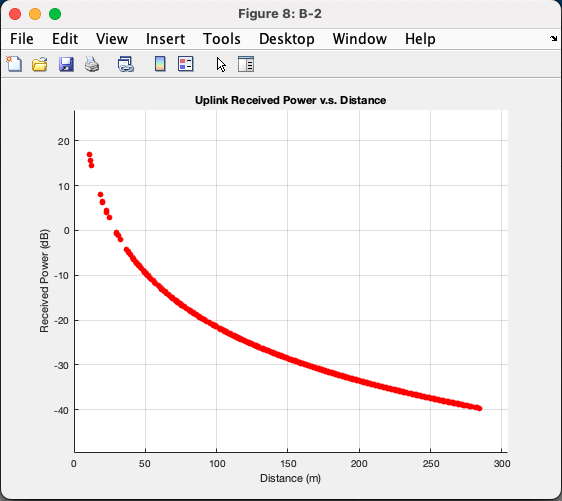 Figure 8: B-2
File Edit View Insert Tools Desktop Window Help
Uplink Received Power v.s. Distance
20
10
0
-10
-20
-30
-40
Received Power (dB)
0 50 100 150 200 250 300
Distance (m)